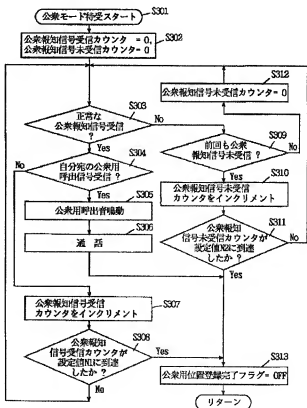 公衆モード待受スタート
S301
S302
公衆報知信号受信カウンタ = 0,
公衆報知信号未受信カウンタ= 0
S312
公衆報知信号未受信カウンタ= 0
S303
正常な
公衆報知信号受信
?
No
Yes
S309
前回も公衆
報知信号未受信 ?
No
Yes
S304
自分宛の公衆用
呼出信号受信 ?
No
Yes
S310
公衆報知信号未受信
カウンタをインクリメント
S305
公衆用呼出音鳴動
S306
通 話
S311
公衆報知
信号未受信カウンタが
設定値N2に到達
したか ?
No
Yes
S307
公衆報知信号受信
カウンタをインクリメント
S308
公衆報知
信号受信カウンタが
設定値N1に到達
したか ?
Yes
No
S313
公衆用位置登録完了フラグ= OFF
リターン